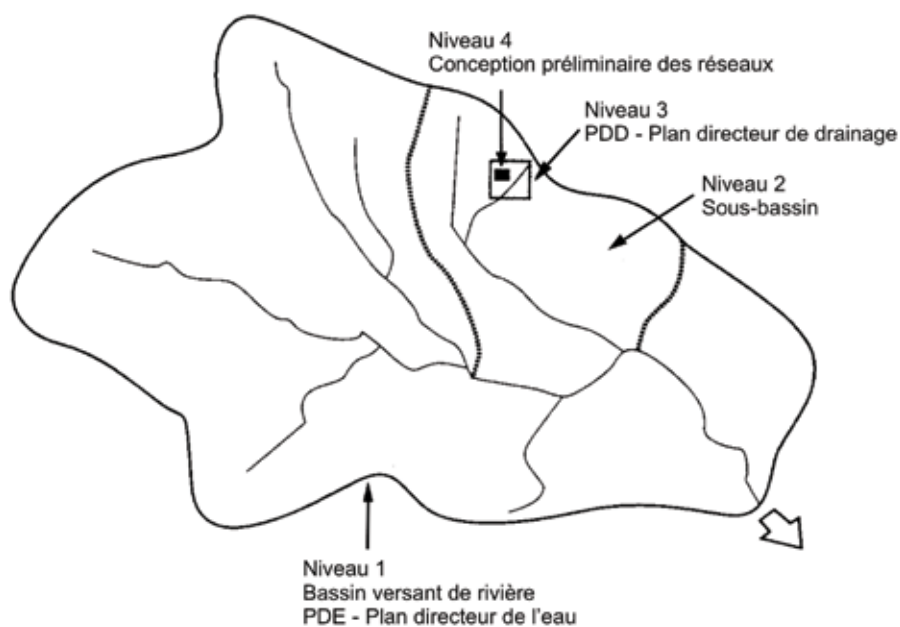 Niveau 4
Conception préliminaire des réseaux
Niveau 3
PDD - Plan directeur de drainage
Niveau 2
Sous-bassin
Niveau 1
Bassin versant de rivière
PDE - Plan directeur de l'eau